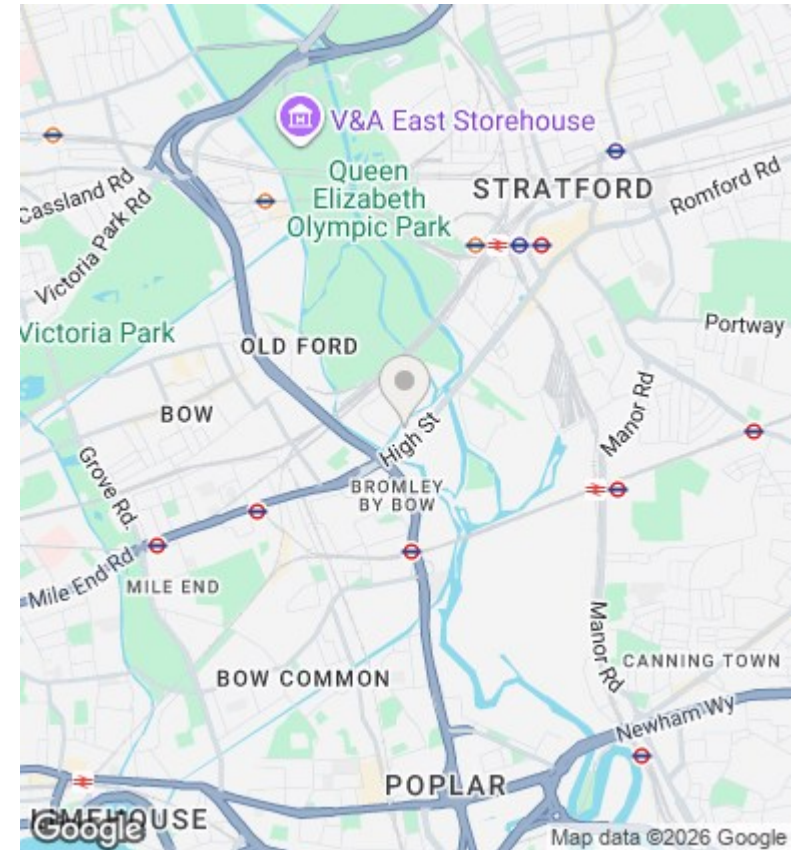 V&A East Storehouse
Queen
Elizabeth
Olympic Park
STRATFORD
Romford Rd
Cassland Rd
Victoria Park Rd
Victoria Park
OLD FORD
Portway
BOW
Manor Rd
High St
Grove Rd.
BROMLEY
BY BOW
Mile End Rd
MILE END
Manor Rd
CANNING TOWN
BOW COMMON
Newham Wy
POPLAR
LIMEHOUSE
Google
Map data ©2026 Google